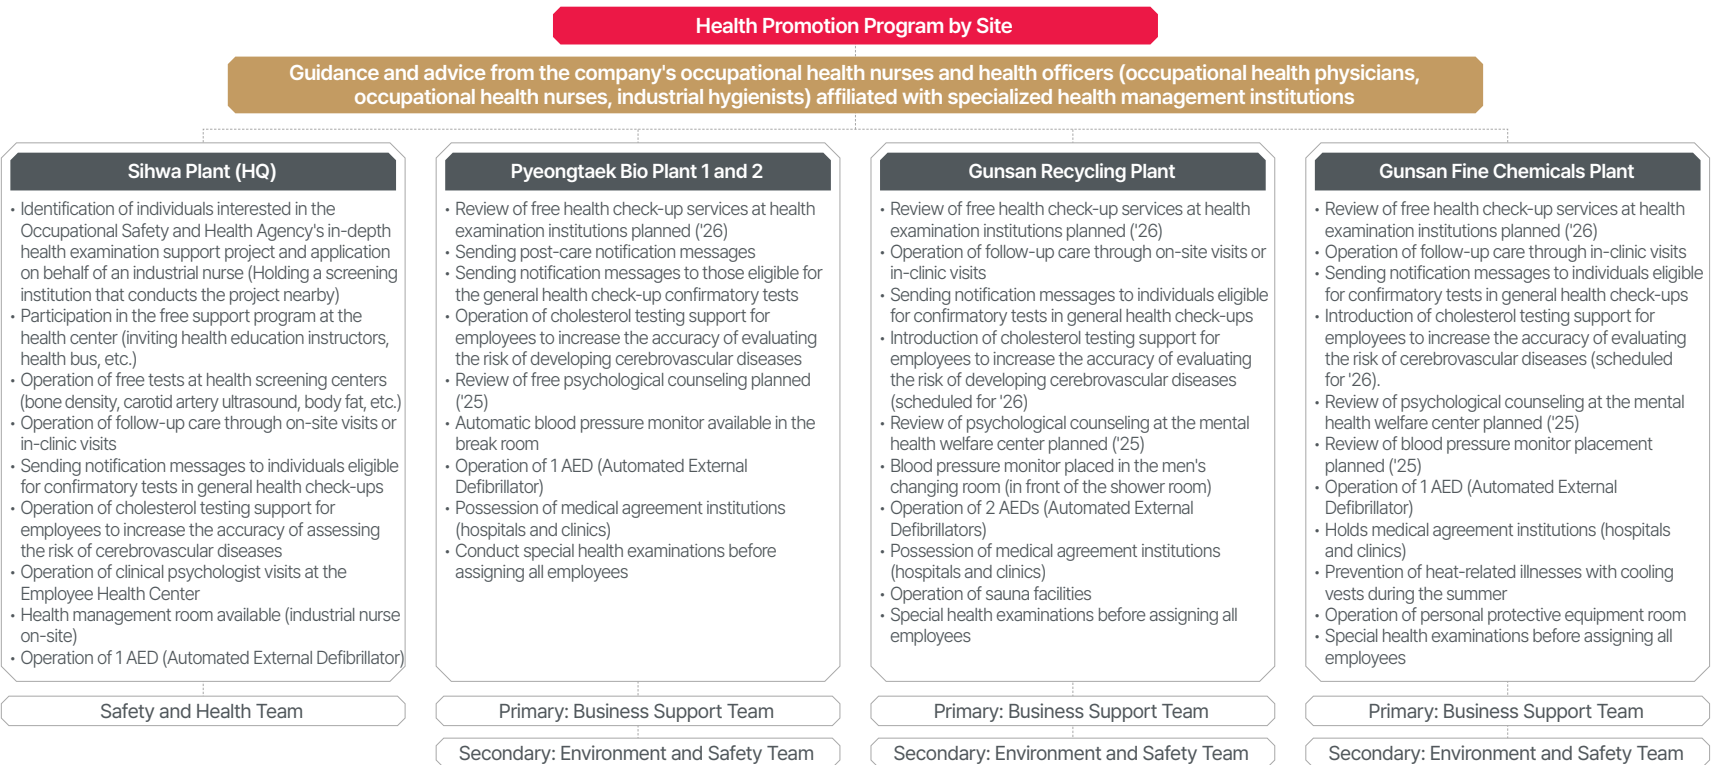 Health Promotion Program by Site
Guidance and advice from the company's occupational health nurses and health officers (occupational health physicians,
occupational health nurses, industrial hygienists) affiliated with specialized health management institutions
Sihwa Plant (HQ)
• Identification of individuals interested in the
Occupational Safety and Health Agency's in-depth
health examination support project and application
on behalf of an industrial nurse (Holding a screening
institution that conducts the project nearby)
• Participation in the free support program at the
health center (inviting health education instructors,
health bus, etc.)
• Operation of free tests at health screening centers
(bone density, carotid artery ultrasound, body fat, etc.)
• Operation of follow-up care through on-site visits or
in-clinic visits
• Sending notification messages to individuals eligible
for confirmatory tests in general health check-ups
• Operation of cholesterol testing support for
employees to increase the accuracy of assessing
the risk of cerebrovascular diseases
• Operation of clinical psychologist visits at the
Employee Health Center
• Health management room available (industrial nurse
on-site)
• Operation of 1 AED (Automated External Defibrillator)
Safety and Health Team
Pyeongtaek Bio Plant 1 and 2
• Review of free health check-up services at health
examination institutions planned ('26)
• Sending post-care notification messages
• Sending notification messages to those eligible for
the general health check-up confirmatory tests
• Operation of cholesterol testing support for
employees to increase the accuracy of evaluating
the risk of developing cerebrovascular diseases
• Review of free psychological counseling planned
('25)
• Automatic blood pressure monitor available in the
break room
• Operation of 1 AED (Automated External
Defibrillator)
• Possession of medical agreement institutions
(hospitals and clinics)
• Conduct special health examinations before
assigning all employees
Primary: Business Support Team
Secondary: Environment and Safety Team
Gunsan Recycling Plant
• Review of free health check-up services at health
examination institutions planned ('26)
• Operation of follow-up care through on-site visits or
in-clinic visits
• Sending notification messages to individuals eligible
for confirmatory tests in general health check-ups
• Introduction of cholesterol testing support for
employees to increase the accuracy of evaluating
the risk of developing cerebrovascular diseases
(scheduled for '26)
• Review of psychological counseling at the mental
health welfare center planned ('25)
• Blood pressure monitor placed in the men's
changing room (in front of the shower room)
• Operation of 2 AEDs (Automated External
Defibrillators)
• Possession of medical agreement institutions
(hospitals and clinics)
• Operation of sauna facilities
• Special health examinations before assigning all
employees
Primary: Business Support Team
Secondary: Environment and Safety Team
Gunsan Fine Chemicals Plant
• Review of free health check-up services at health
examination institutions planned ('26)
• Operation of follow-up care through in-clinic visits
• Sending notification messages to individuals eligible
for confirmatory tests in general health check-ups
• Introduction of cholesterol testing support for
employees to increase the accuracy of evaluating
the risk of cerebrovascular diseases (scheduled
for '26).
• Review of psychological counseling at the mental
health welfare center planned ('25)
• Review of blood pressure monitor placement
planned ('25)
• Operation of 1 AED (Automated External
Defibrillator)
• Holds medical agreement institutions (hospitals
and clinics)
• Prevention of heat-related illnesses with cooling
vests during the summer
• Operation of personal protective equipment room
• Special health examinations before assigning all
employees
Primary: Business Support Team
Secondary: Environment and Safety Team